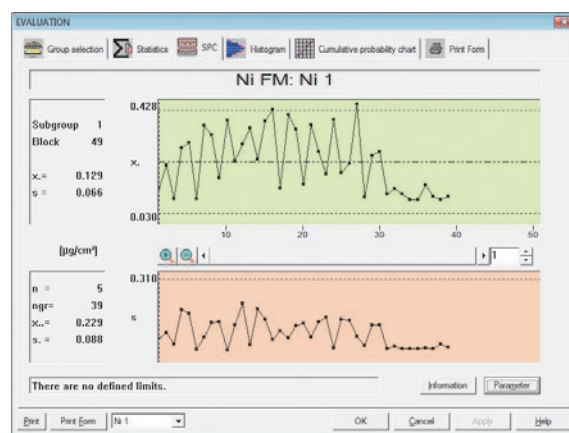 EVALUATION
Group selection Statistics SPC Histogram Cumulative probability chart Print Form
Ni FM: Ni 1
Subgroup 1
Block 49
x.= 0.129
s = 0.066
0.428
x.
0.030
10 20 30 40 50
[µg/cm²]
1
n = 5
ngr= 39
x..= 0.229
s. = 0.088
0.310
s
There are no defined limits.
Information Parameter
Print Print Form Ni 1 OK Cancel Apply Help